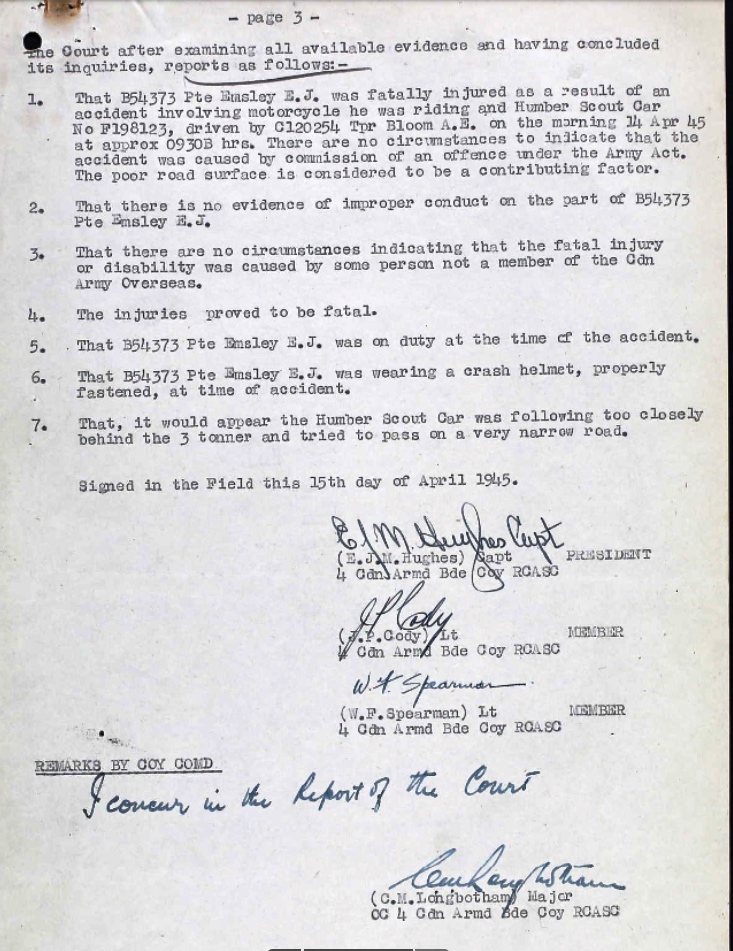 - page 3 -
The Court after examining all available evidence and having concluded
its inquiries, reports as follows:-
1. That B54373 Pte Emsley E.J. was fatally injured as a result of an
accident involving motorcycle he was riding and Humber Scout Car
No F198123, driven by C120254 Tpr Bloom A.E. on the morning 14 Apr 45
at approx 0930B hrs. There are no circumstances to indicate that the
accident was caused by commission of an offence under the Army Act.
The poor road surface is considered to be a contributing factor.
2. That there is no evidence of improper conduct on the part of B54373
Pte Emsley E.J.
3. That there are no circumstances indicating that the fatal injury
or disability was caused by some person not a member of the Cdn
Army Overseas.
4. The injuries proved to be fatal.
5. That B54373 Pte Emsley E.J. was on duty at the time of the accident.
6. That B54373 Pte Emsley E.J. was wearing a crash helmet, properly
fastened, at time of accident.
7. That, it would appear the Humber Scout Car was following too closely
behind the 3 tonner and tried to pass on a very narrow road.
Signed in the Field this 15th day of April 1945.
E.J.M. Hughes Capt
(E.J.M.Hughes) Capt PRESIDENT
4 Cdn Armd Bde Coy RCASC
J.P. Cody
(J.P.Cody) Lt MEMBER
4 Cdn Armd Bde Coy RCASC
W.F. Spearman
(W.F.Spearman) Lt MEMBER
4 Cdn Armd Bde Coy RCASC
REMARKS BY COY COMD
I concur in the Report of the Court
CM Longbotham
(C.M.Longbotham) Major
OC 4 Cdn Armd Bde Coy RCASC